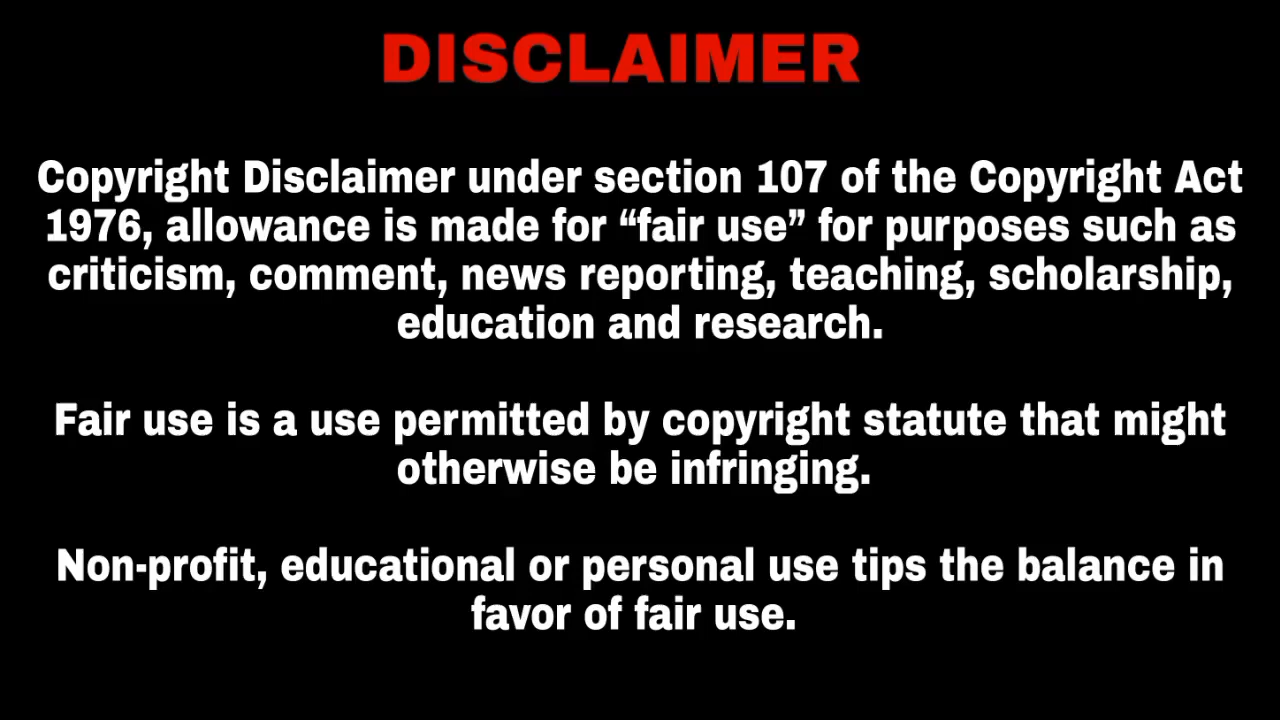 DISCLAIMER
Copyright Disclaimer under section 107 of the Copyright Act
1976, allowance is made for “fair use” for purposes such as
criticism, comment, news reporting, teaching, scholarship,
education and research.
Fair use is a use permitted by copyright statute that might
otherwise be infringing.
Non-profit, educational or personal use tips the balance in
favor of fair use.